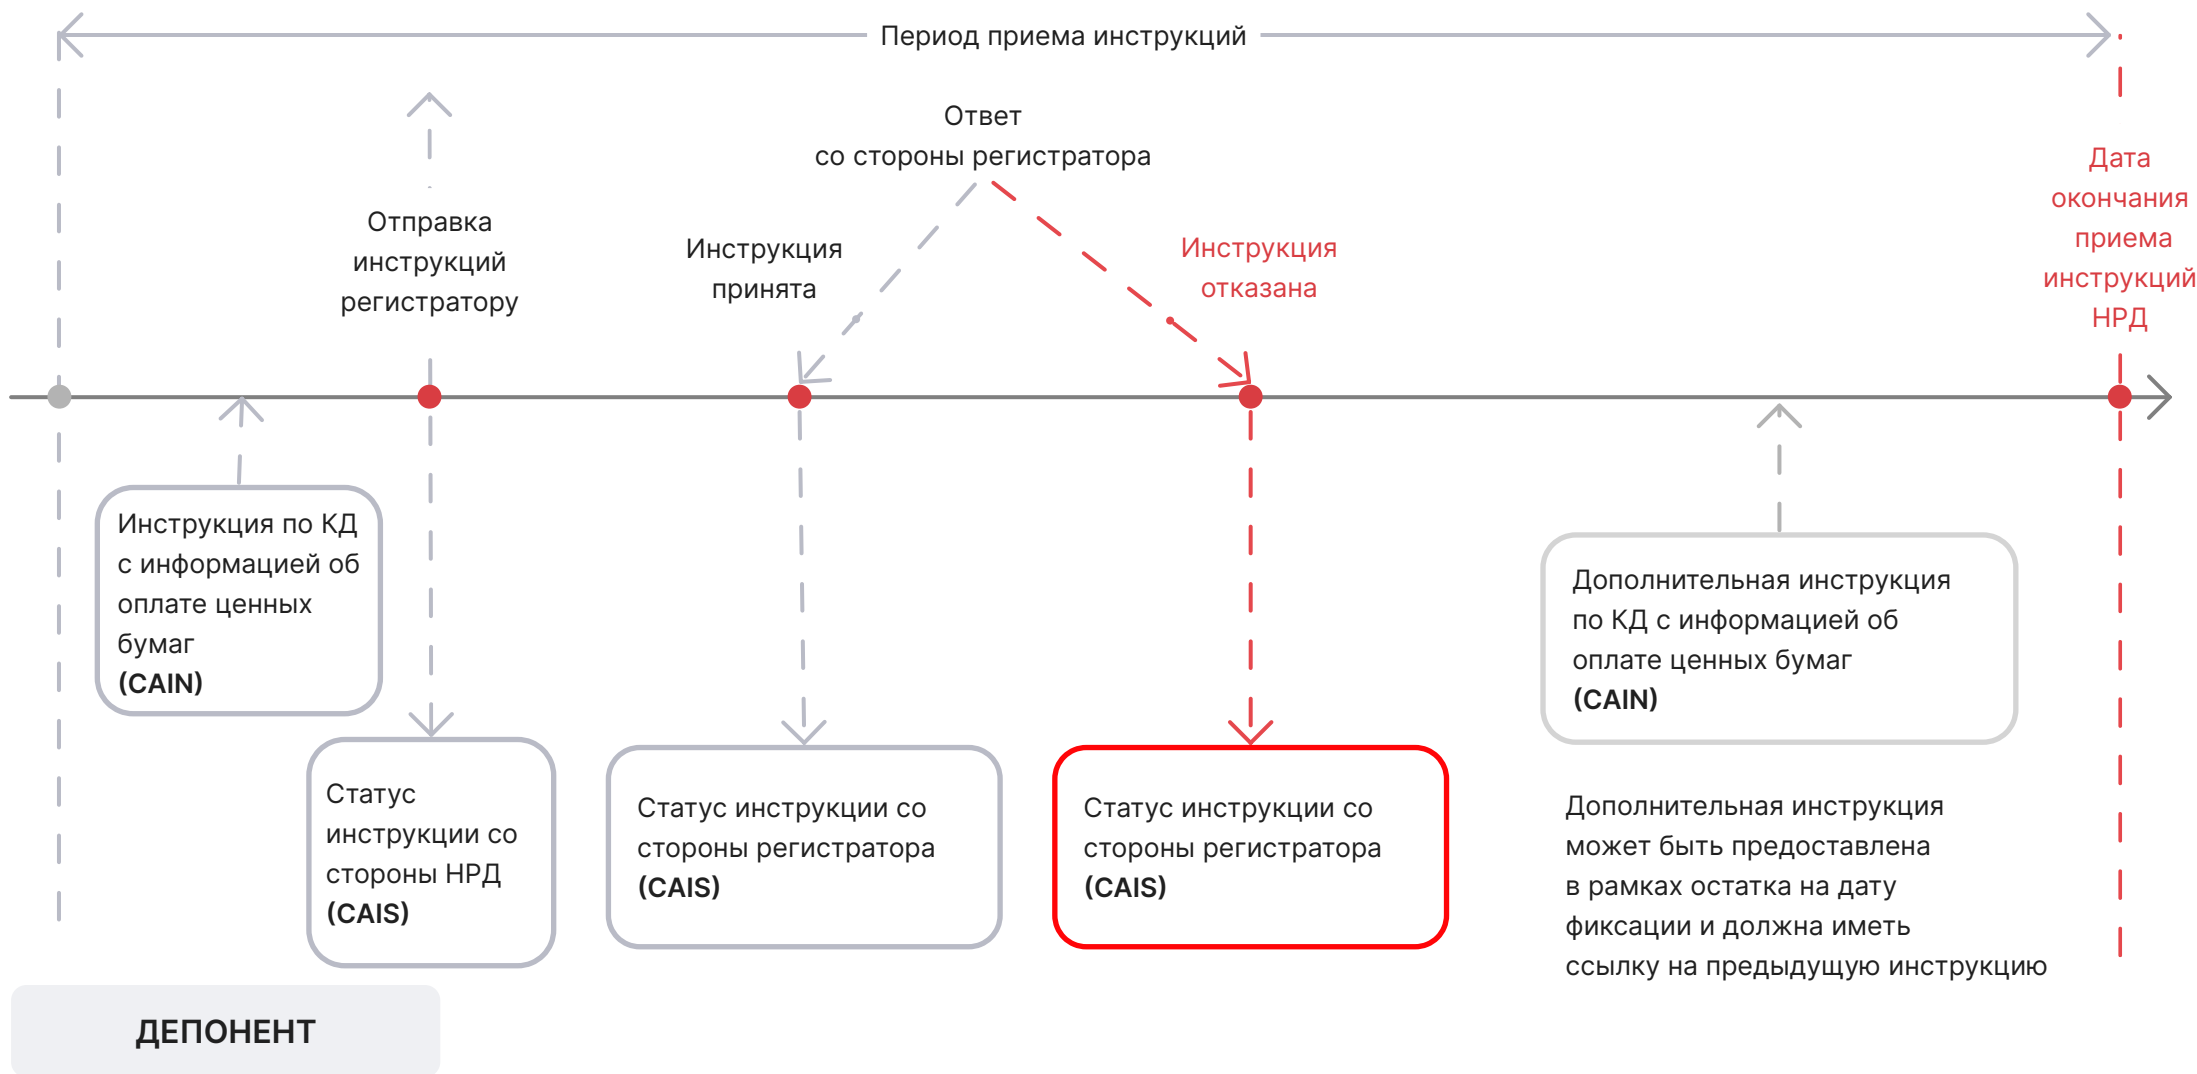 Период приема инструкций
Ответ
со стороны регистратора
Отправка
инструкций
регистратору
Инструкция
принята
Инструкция
отказана
Дата
окончания
приема
инструкций
НРД
Инструкция по КД
с информацией об
оплате ценных
бумаг
(CAIN)
Статус
инструкции со
стороны НРД
(CAIS)
Статус инструкции со
стороны регистратора
(CAIS)
Статус инструкции со
стороны регистратора
(CAIS)
Дополнительная инструкция
по КД с информацией об
оплате ценных бумаг
(CAIN)
Дополнительная инструкция
может быть предоставлена
в рамках остатка на дату
фиксации и должна иметь
ссылку на предыдущую инструкцию
ДЕПОНЕНТ